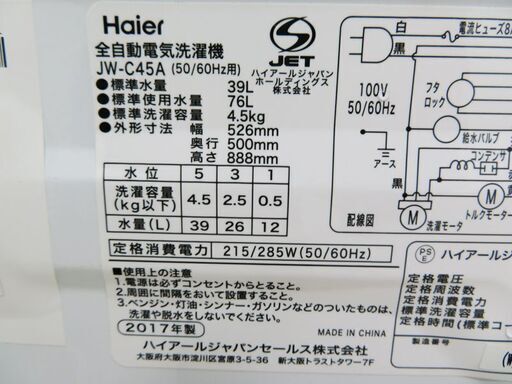 Haier
全自動電気洗濯機
JW-C45A (50/60Hz用)
●標準水量 39L
●標準使用水量 76L
●標準洗濯容量 4.5kg
●外形寸法 幅 526mm
奥行 500mm
高さ 888mm
S
JET
ハイアールジャパン
ホールディングス
株式会社
水位 5 3 1
洗濯容量(kg以下) 4.5 2.5 0.5
水量(L) 39 26 12
定格消費電力 215/285W(50/60Hz)
●使用上の注意
1.電源は必ずコンセントからとること。
2.周囲に間隔をおいて設置すること。
3.ベンジン・灯油・シンナー・ガソリンなどのついたものは、
洗濯や脱水をしないでください。
2017年製
MADE IN CHINA
ハイアールジャパンセールス株式会社
大阪府大阪市淀川区宮原3-5-36 新大阪トラストタワー7F
白
黒
100V
50/60Hz
アース
電流ヒューズ8A
フタ
ロック
給水バルブ
コンデンサ
赤
黒
M
M
トルクモーター
洗濯モータ
配線図
PS
E
ハイアールジャ
定格電圧
定格周波数
定格消費電力
標準洗濯容量
定格時間(標準コー
製造番号